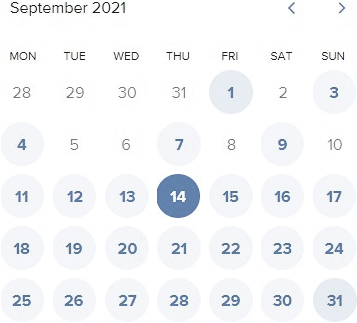 September 2021
MON TUE WED THU FRI SAT SUN
28 29 30 31 1 2 3
4 5 6 7 8 9 10
11 12 13 14 15 16 17
18 19 20 21 22 23 24
25 26 27 28 29 30 31